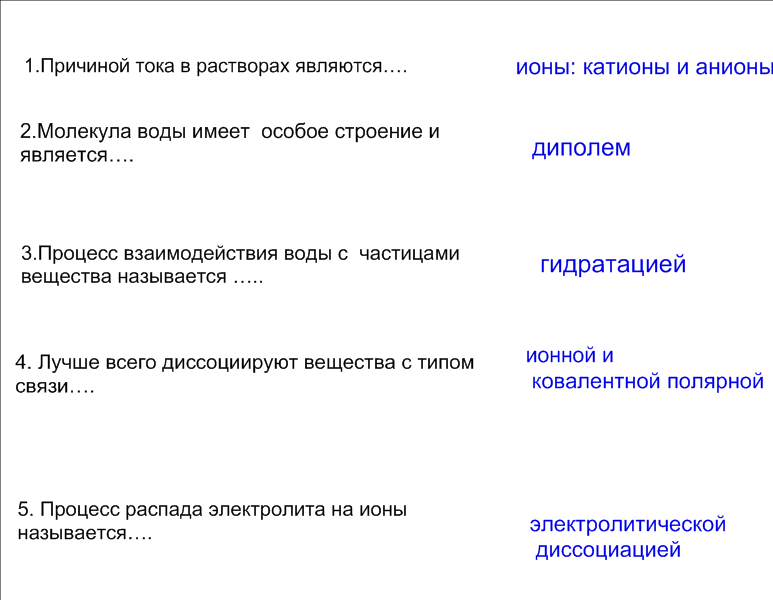 1.Причиной тока в растворах являются….
ионы: катионы и анионы
2.Молекула воды имеет  особое строение и
является….
диполем
3.Процесс взаимодействия воды с  частицами
вещества называется …..
гидратацией
4. Лучше всего диссоциируют вещества с типом
связи….
ионной и
ковалентной полярной
5. Процесс распада электролита на ионы
называется….
электролитической
диссоциацией